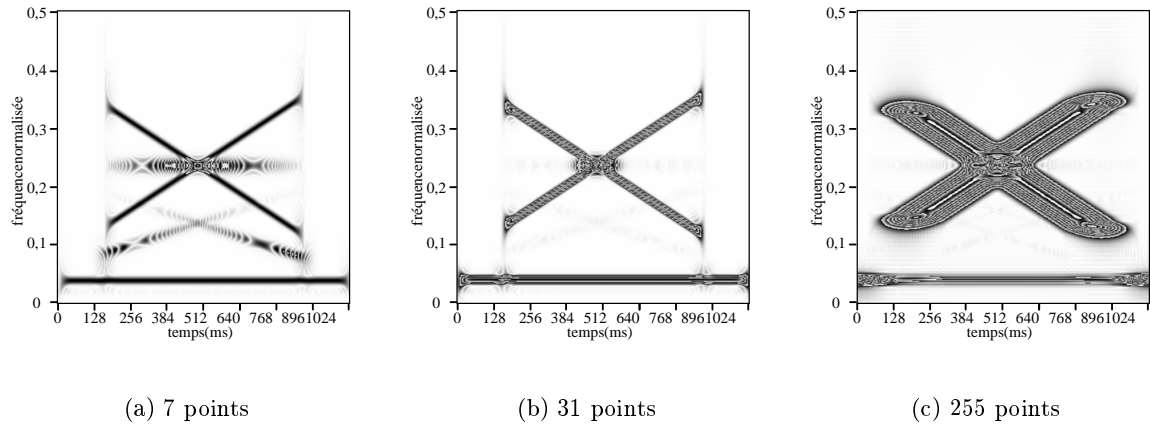 0,5
0,4
0,3
0,2
0,1
0
fréquencenormalisée
0 128 256 384 512 640 768 8961024
temps(ms)
0,5
0,4
0,3
0,2
0,1
0
fréquencenormalisée
0 128 256 384 512 640 768 8961024
temps(ms)
0,5
0,4
0,3
0,2
0,1
0
fréquencenormalisée
0 128 256 384 512 640 768 8961024
temps(ms)
(a) 7 points
(b) 31 points
(c) 255 points